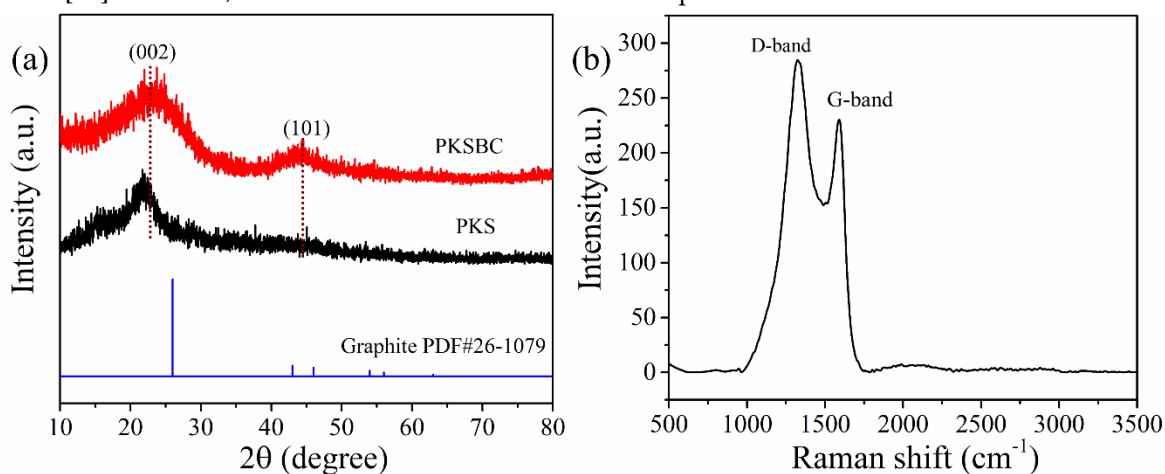 (a)
(002)
(101)
PKSBC
PKS
Graphite PDF#26-1079
Intensity (a.u.)
10 20 30 40 50 60 70 80
2θ (degree)
(b)
D-band
G-band
300
250
200
150
100
50
0
Intensity(a.u.)
500 1000 1500 2000 2500 3000 3500
Raman shift (cm⁻¹)